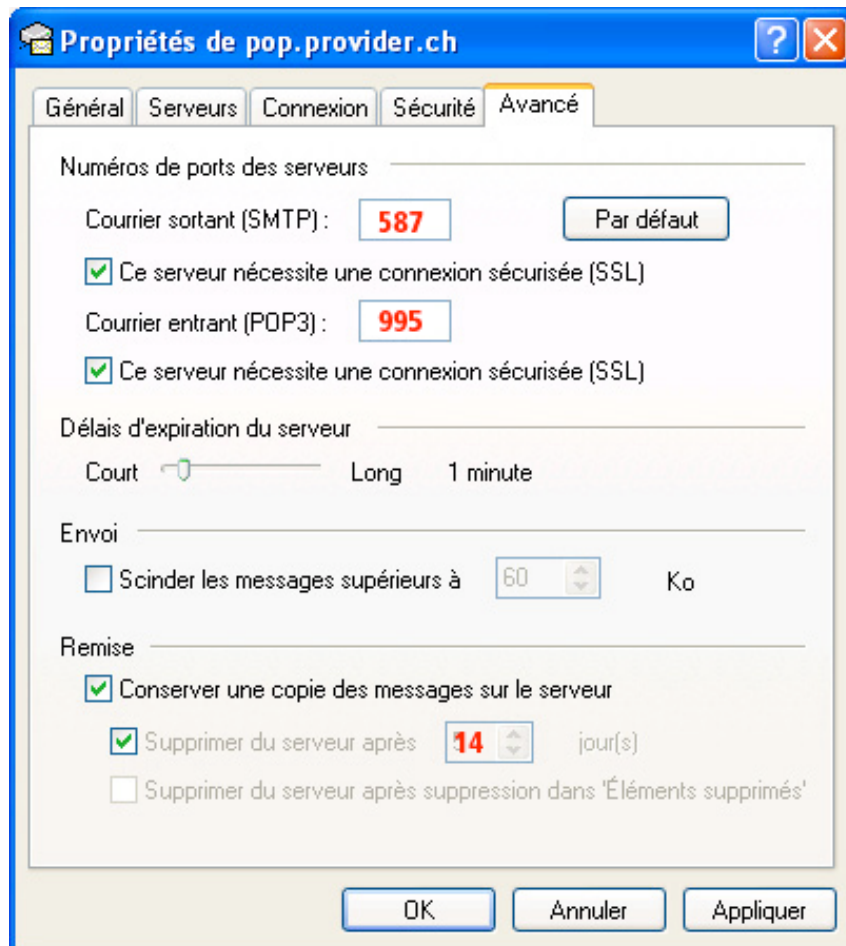 Propriétés de pop.provider.ch
Général Serveurs Connexion Sécurité Avancé
Numéros de ports des serveurs
Courrier sortant (SMTP) : 587 Par défaut
Ce serveur nécessite une connexion sécurisée (SSL)
Courrier entrant (POP3) : 995
Ce serveur nécessite une connexion sécurisée (SSL)
Délais d'expiration du serveur
Court Long 1 minute
Envoi
Scinder les messages supérieurs à 60 Ko
Remise
Conserver une copie des messages sur le serveur
Supprimer du serveur après 14 jour(s)
Supprimer du serveur après suppression dans 'Éléments supprimés'
OK Annuler Appliquer